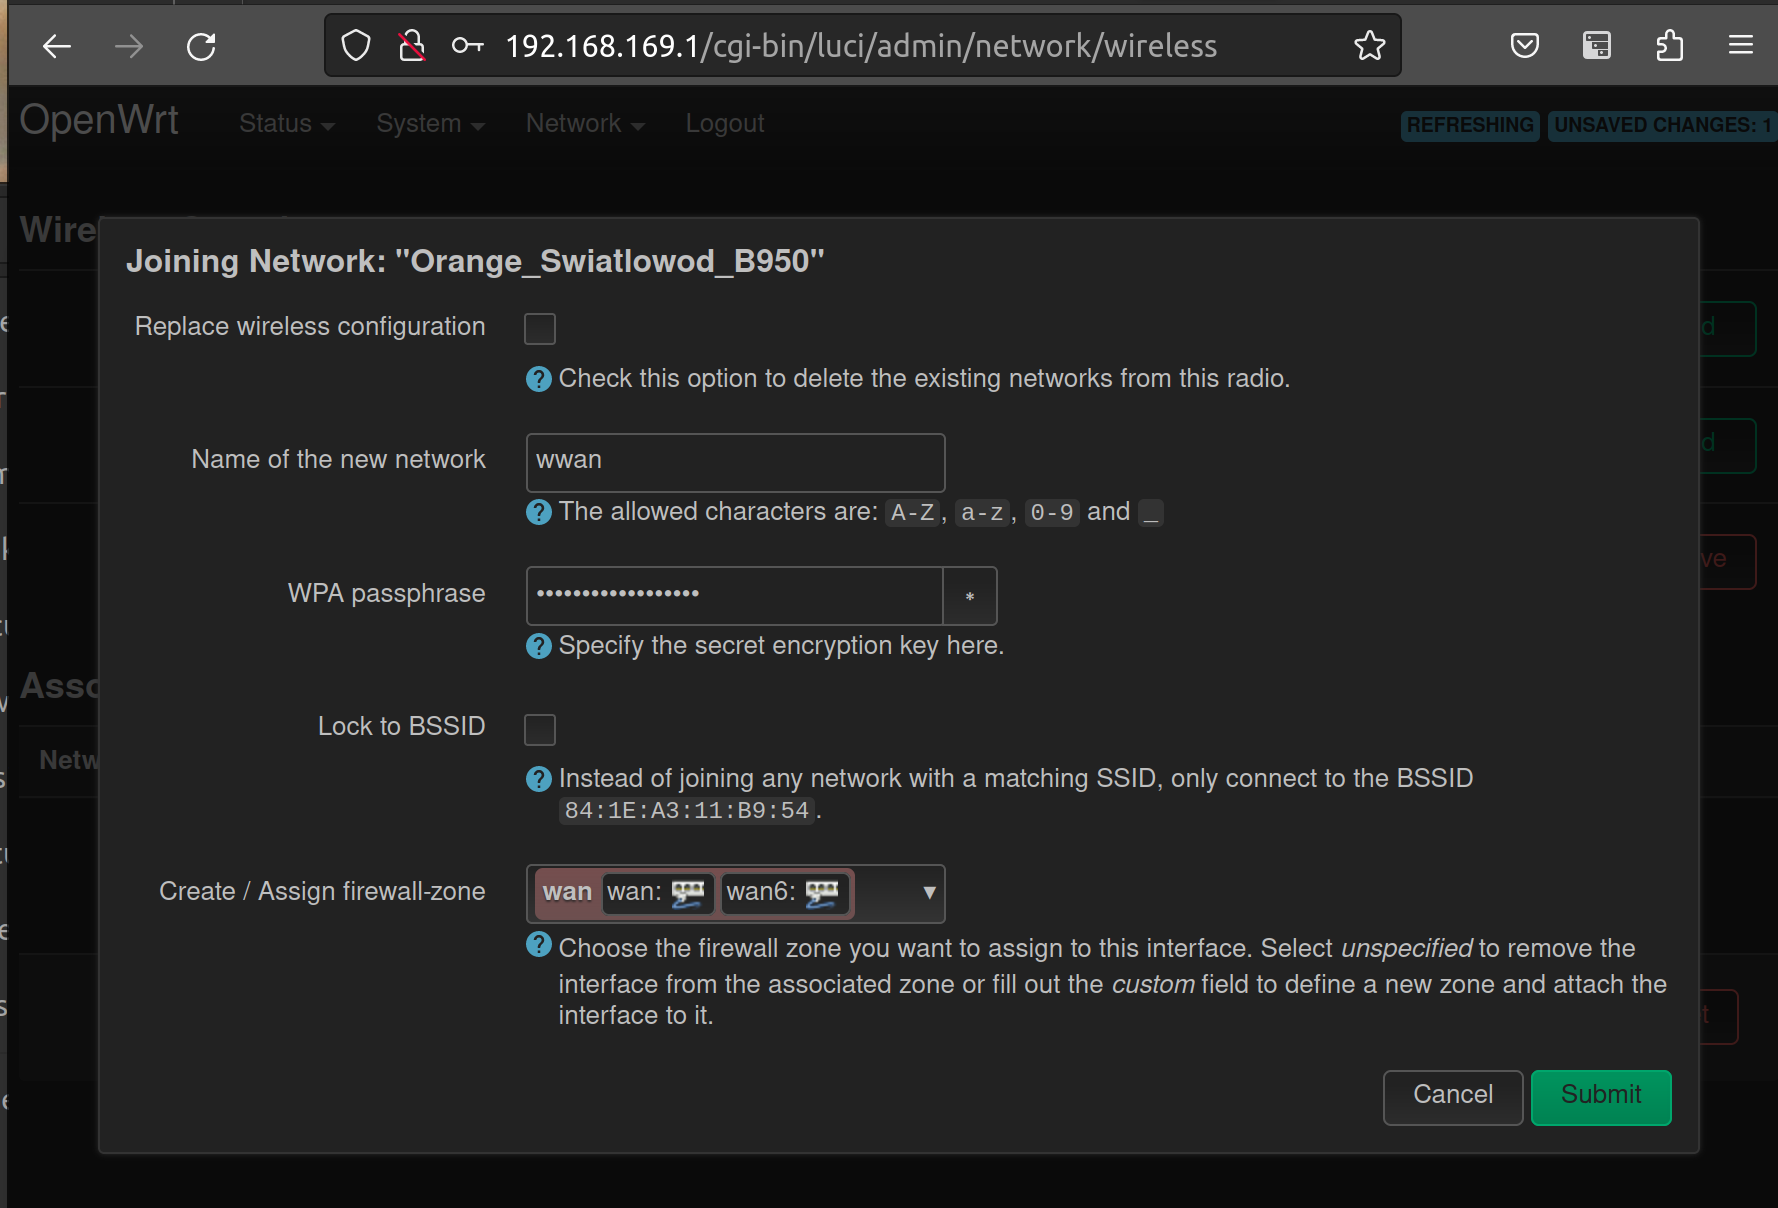 192.168.169.1/cgi-bin/luci/admin/network/wireless
OpenWrt Status System Network Logout REFRESHING UNSAVED CHANGES: 1
Joining Network: "Orange_Swiatlowod_B950"
Replace wireless configuration
? Check this option to delete the existing networks from this radio.
Name of the new network wwan
? The allowed characters are: A-Z, a-z, 0-9 and _
WPA passphrase •••••••••••••••••• *
? Specify the secret encryption key here.
Lock to BSSID
? Instead of joining any network with a matching SSID, only connect to the BSSID
84:1E:A3:11:B9:54.
Create / Assign firewall-zone wan wan: wan6: ▾
? Choose the firewall zone you want to assign to this interface. Select unspecified to remove the
interface from the associated zone or fill out the custom field to define a new zone and attach the
interface to it.
Cancel Submit